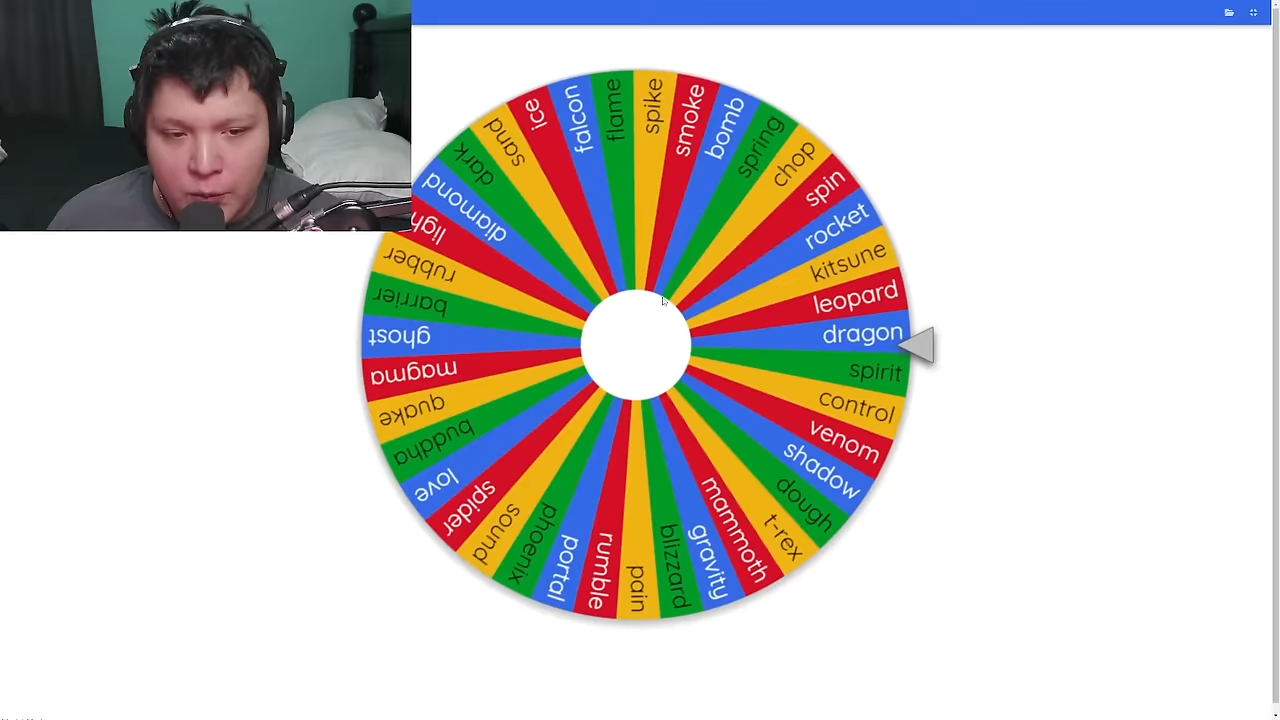 spike
smoke
bomb
spring
chop
spin
rocket
kitsune
leopard
dragon
spirit
control
venom
shadow
dough
t-rex
mammoth
gravity
blizzard
pain
rumble
portal
phoenix
sound
spider
love
buddha
quake
magma
ghost
barrier
rubber
ligh
diamond
dark
sand
ice
falcon
flame